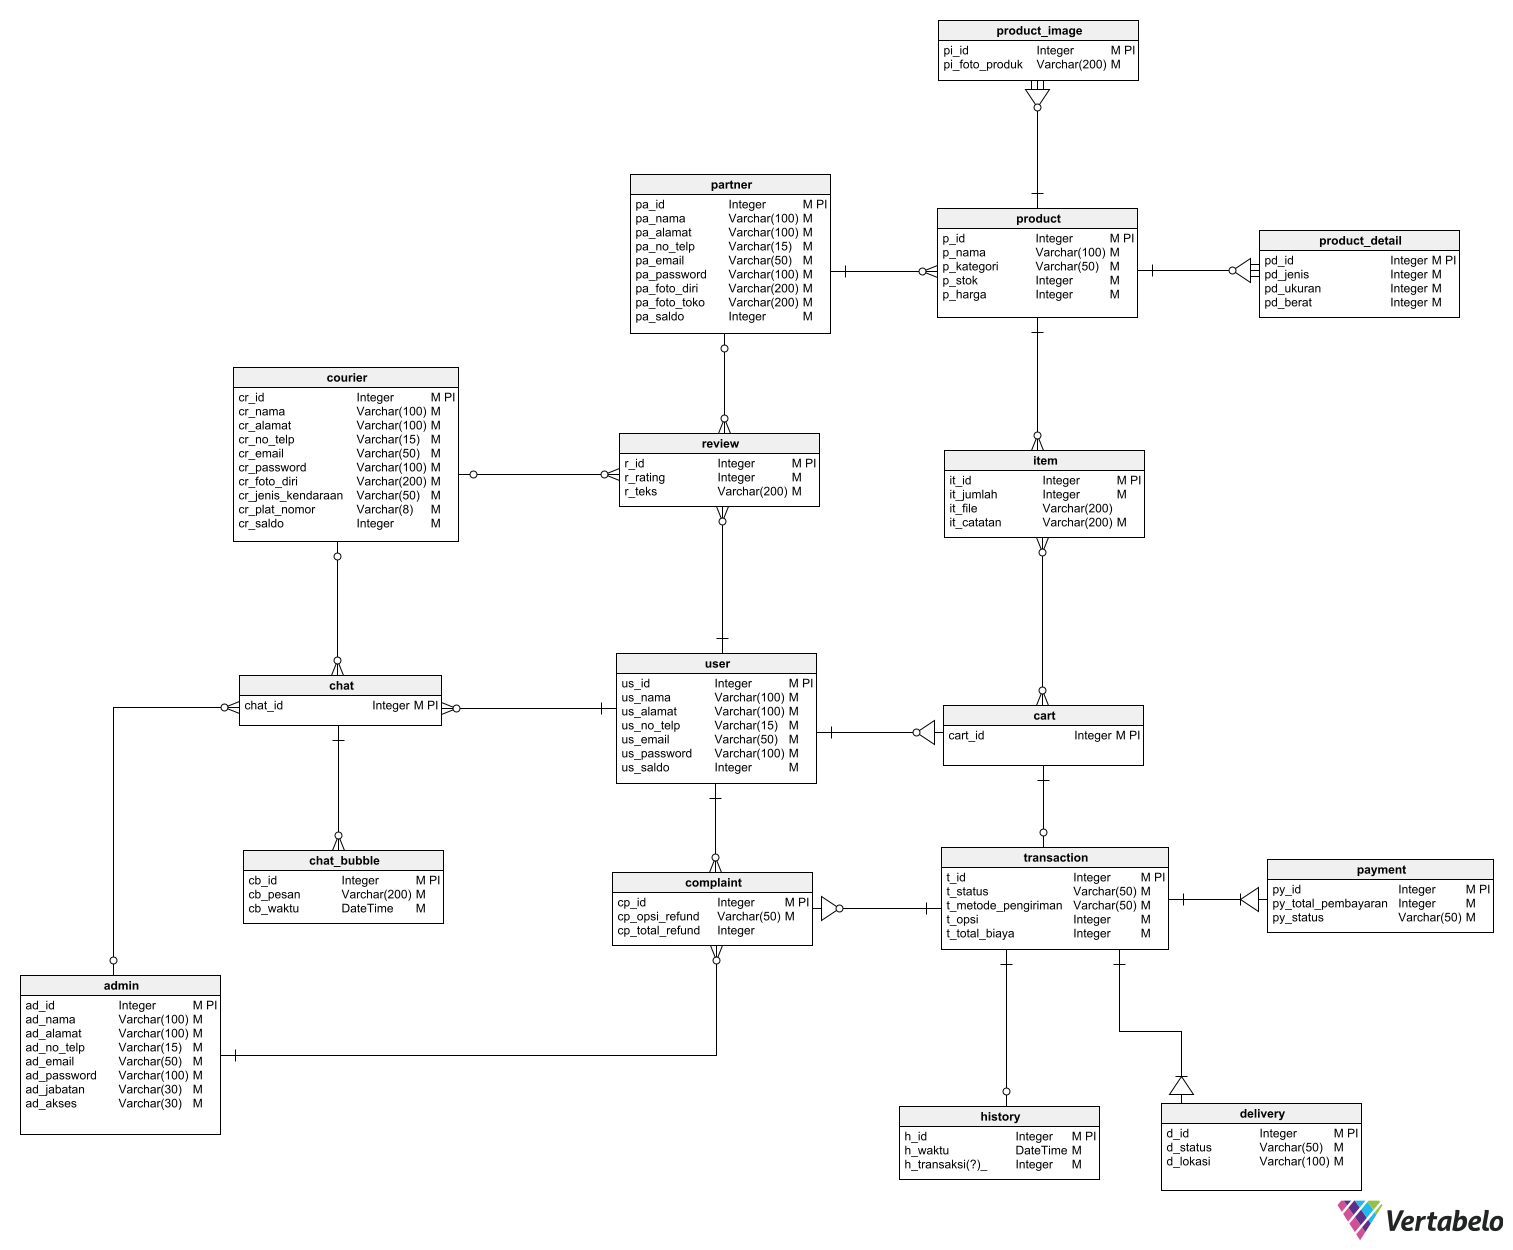 product_image
pi_id Integer M PI
pi_foto_produk Varchar(200) M
partner
pa_id Integer M PI
pa_nama Varchar(100) M
pa_alamat Varchar(100) M
pa_no_telp Varchar(15) M
pa_email Varchar(50) M
pa_password Varchar(100) M
pa_foto_diri Varchar(200) M
pa_foto_toko Varchar(200) M
pa_saldo Integer M
product
p_id Integer M PI
p_nama Varchar(100) M
p_kategori Varchar(50) M
p_stok Integer M
p_harga Integer M
product_detail
pd_id Integer M PI
pd_jenis Integer M
pd_ukuran Integer M
pd_berat Integer M
courier
cr_id Integer M PI
cr_nama Varchar(100) M
cr_alamat Varchar(100) M
cr_no_telp Varchar(15) M
cr_email Varchar(50) M
cr_password Varchar(100) M
cr_foto_diri Varchar(200) M
cr_jenis_kendaraan Varchar(50) M
cr_plat_nomor Varchar(8) M
cr_saldo Integer M
review
r_id Integer M PI
r_rating Integer M
r_teks Varchar(200) M
item
it_id Integer M PI
it_jumlah Integer M
it_file Varchar(200)
it_catatan Varchar(200) M
chat
chat_id Integer M PI
user
us_id Integer M PI
us_nama Varchar(100) M
us_alamat Varchar(100) M
us_no_telp Varchar(15) M
us_email Varchar(50) M
us_password Varchar(100) M
us_saldo Integer M
cart
cart_id Integer M PI
chat_bubble
cb_id Integer M PI
cb_pesan Varchar(200) M
cb_waktu DateTime M
complaint
cp_id Integer M PI
cp_opsi_refund Varchar(50) M
cp_total_refund Integer
transaction
t_id Integer M PI
t_status Varchar(50) M
t_metode_pengiriman Varchar(50) M
t_opsi Integer M
t_total_biaya Integer M
payment
py_id Integer M PI
py_total_pembayaran Integer M
py_status Varchar(50) M
admin
ad_id Integer M PI
ad_nama Varchar(100) M
ad_alamat Varchar(100) M
ad_no_telp Varchar(15) M
ad_email Varchar(50) M
ad_password Varchar(100) M
ad_jabatan Varchar(30) M
ad_akses Varchar(30) M
history
h_id Integer M PI
h_waktu DateTime M
h_transaksi(?)_ Integer M
delivery
d_id Integer M PI
d_status Varchar(50) M
d_lokasi Varchar(100) M
Vertabelo